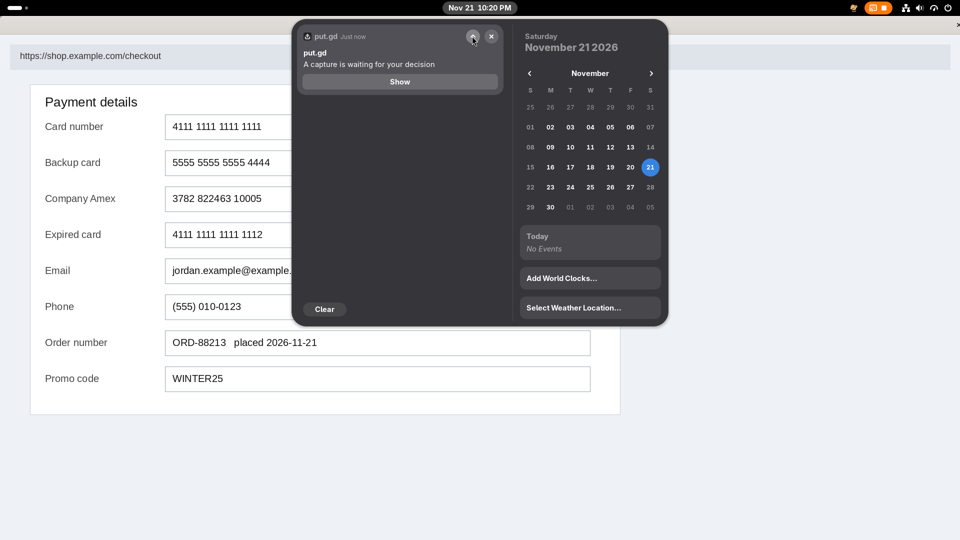 Nov 21 10:20 PM
https://shop.example.com/checkout
Payment details
Card number
4111 1111 1111 1111
Backup card
5555 5555 5555 4444
Company Amex
3782 822463 10005
Expired card
4111 1111 1111 1112
Email
jordan.example@example.
Phone
(555) 010-0123
Order number
ORD-88213 placed 2026-11-21
Promo code
WINTER25
put.gd Just now
put.gd
A capture is waiting for your decision
Show
Clear
Saturday
November 21 2026
November
S M T W T F S
25 26 27 28 29 30 31
01 02 03 04 05 06 07
08 09 10 11 12 13 14
15 16 17 18 19 20 21
22 23 24 25 26 27 28
29 30 01 02 03 04 05
Today
No Events
Add World Clocks…
Select Weather Location…